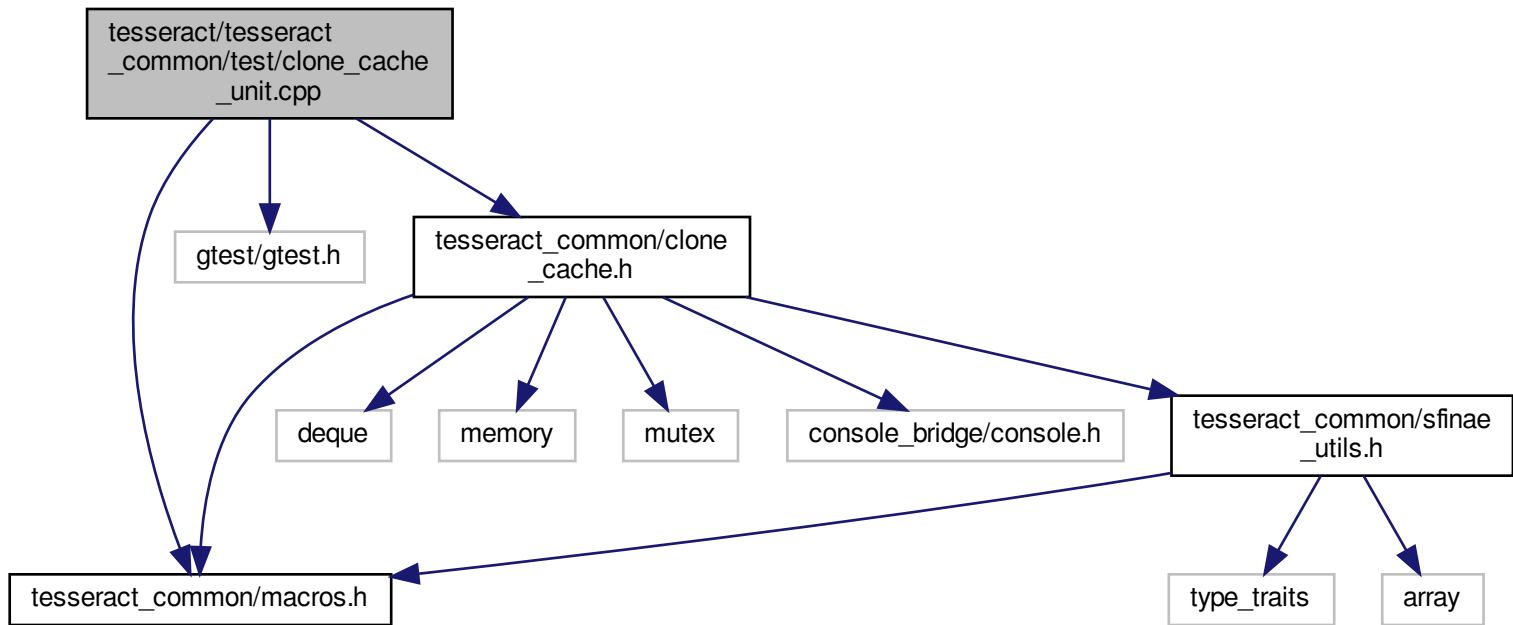 tesseract/tesseract
_common/test/clone_cache
_unit.cpp
gtest/gtest.h
tesseract_common/clone
_cache.h
deque
memory
mutex
console_bridge/console.h
tesseract_common/sfinae
_utils.h
tesseract_common/macros.h
type_traits
array